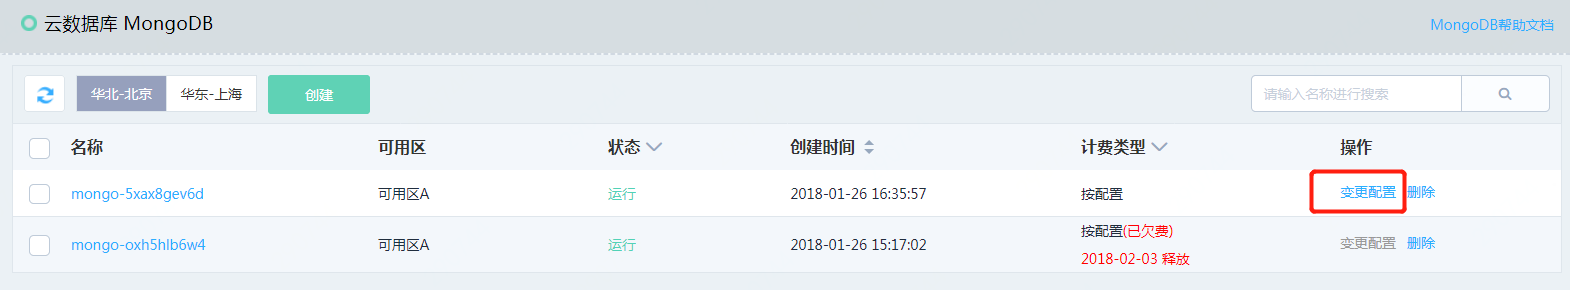 云数据库 MongoDB
MongoDB帮助文档
华北-北京 华东-上海 创建 请输入名称进行搜索
名称 可用区 状态 创建时间 计费类型 操作
mongo-5xax8gev6d 可用区A 运行 2018-01-26 16:35:57 按配置 变更配置 删除
mongo-oxh5hlb6w4 可用区A 运行 2018-01-26 15:17:02 按配置(已欠费) 变更配置 删除
2018-02-03 释放